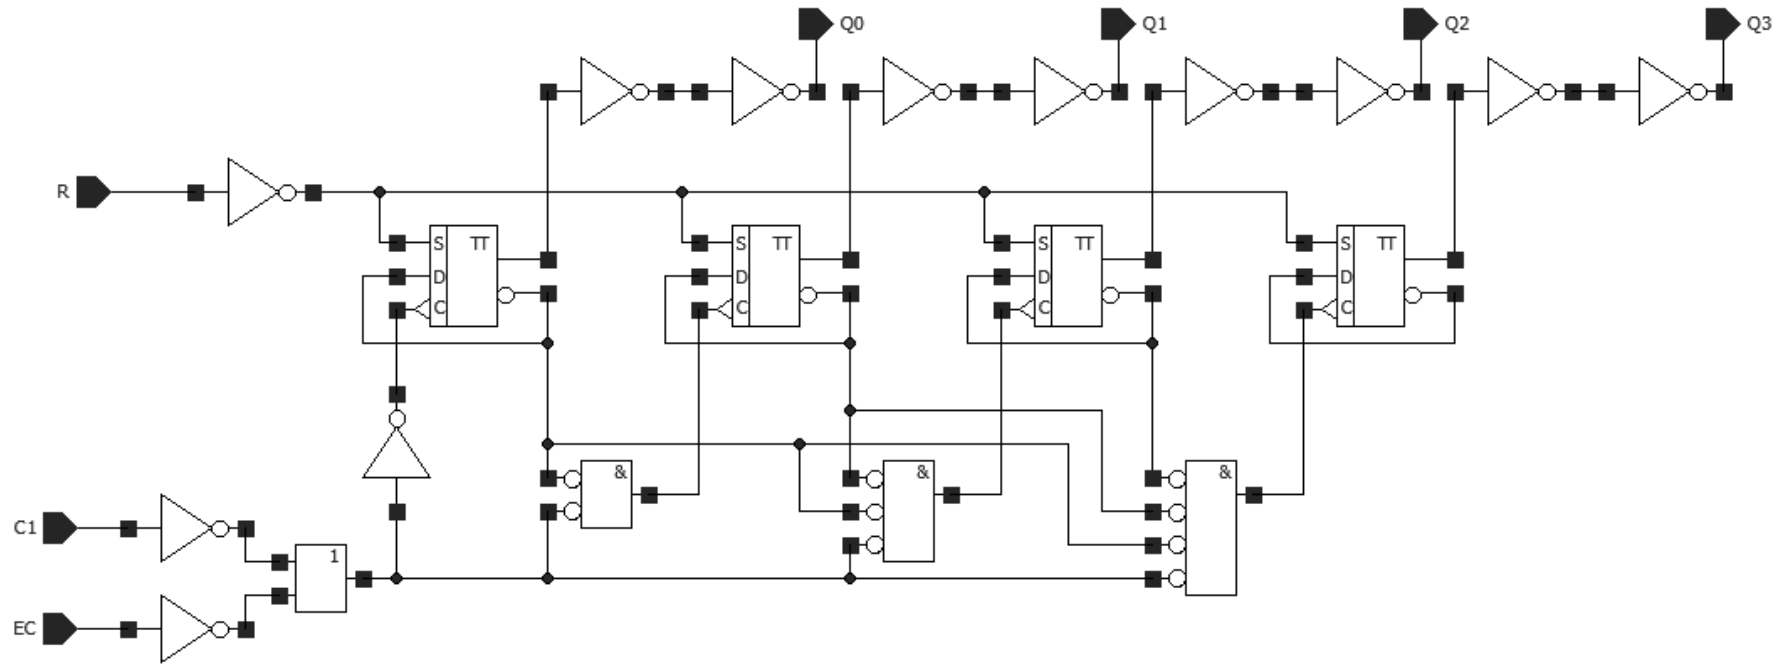 Q0 Q1 Q2 Q3
R
S TT S TT S TT S TT
D D D D
C C C C
& & &
C1
1
EC